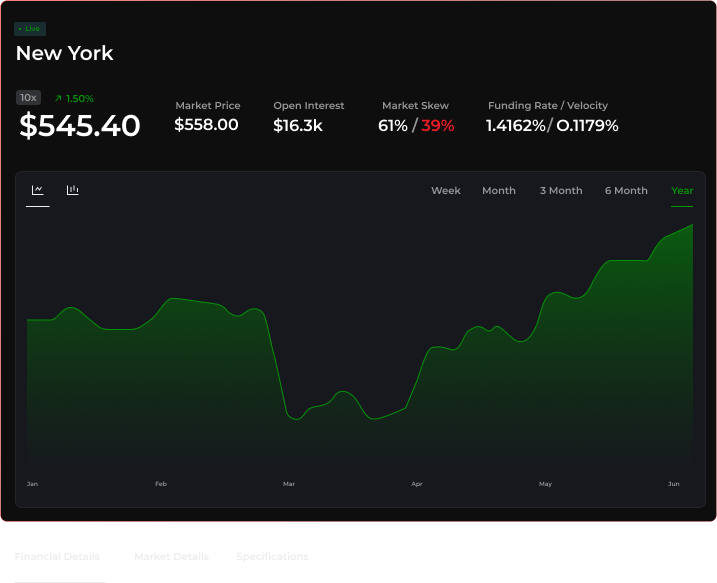 • Live
New York
10x ↗ 1.50%
$545.40
Market Price
$558.00
Open Interest
$16.3k
Market Skew
61% / 39%
Funding Rate / Velocity
1.4162%/ 0.1179%
Week Month 3 Month 6 Month Year
Jan Feb Mar Apr May Jun
Financial Details Market Details Specifications